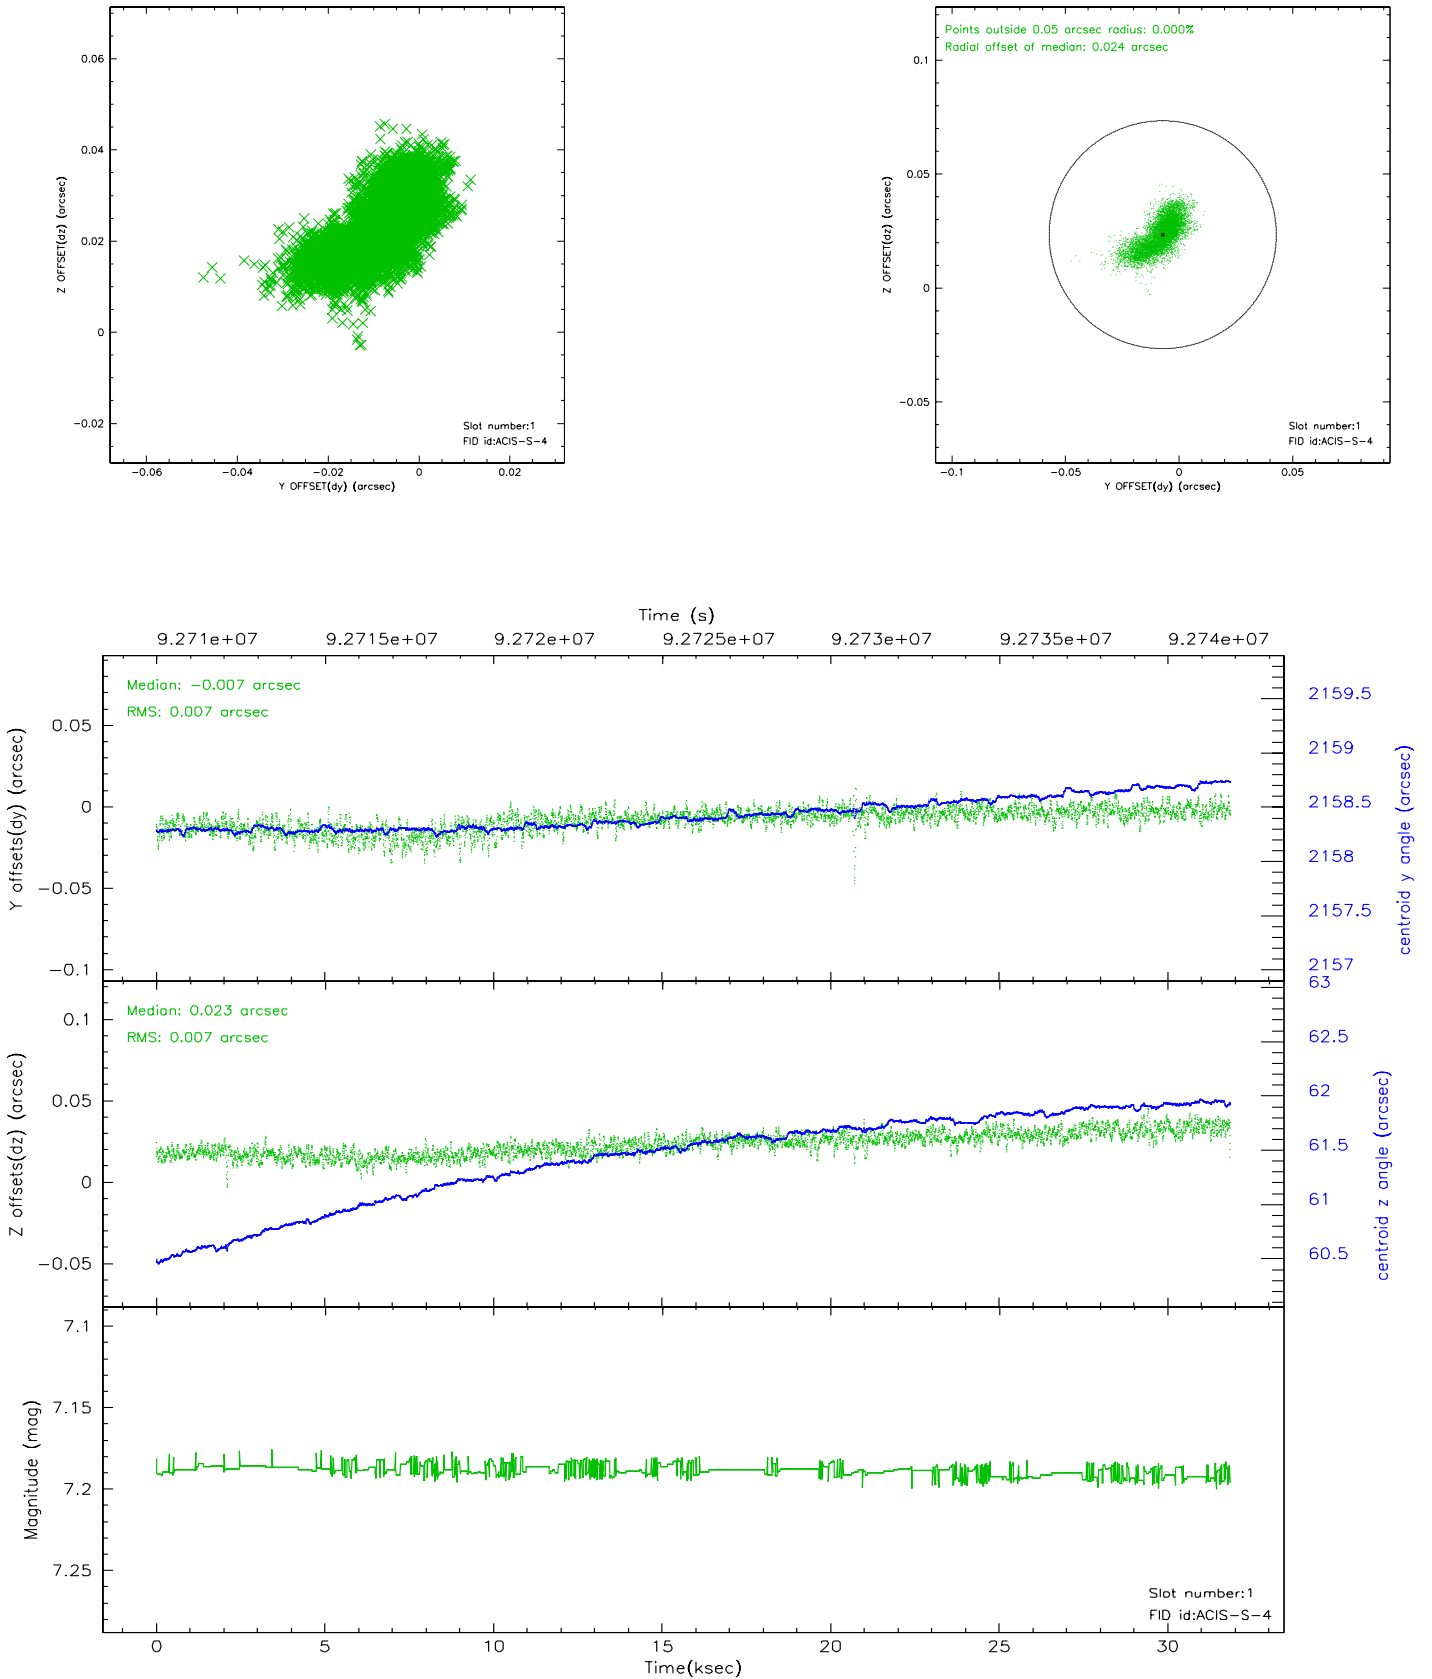 0.06
0.04
0.02
0
−0.02
Z OFFSET(dz) (arcsec)
Slot number:1
FID id:ACIS−S−4
−0.06
−0.04
−0.02
0
0.02
Y OFFSET(dy) (arcsec)
Points outside 0.05 arcsec radius: 0.000%
Radial offset of median: 0.024 arcsec
0.1
0.05
0
−0.05
Z OFFSET(dz) (arcsec)
Slot number:1
FID id:ACIS−S−4
−0.1
−0.05
0
0.05
Y OFFSET(dy) (arcsec)
Time (s)
9.271e+07
9.2715e+07
9.272e+07
9.2725e+07
9.273e+07
9.2735e+07
9.274e+07
Median: −0.007 arcsec
RMS: 0.007 arcsec
0.05
0
−0.05
−0.1
Y offsets(dy) (arcsec)
2159.5
2159
2158.5
2158
2157.5
2157
centroid y angle (arcsec)
Median: 0.023 arcsec
RMS: 0.007 arcsec
0.1
0.05
0
−0.05
Z offsets(dz) (arcsec)
63
62.5
62
61.5
61
60.5
centroid z angle (arcsec)
7.1
7.15
7.2
7.25
Magnitude (mag)
Slot number:1
FID id:ACIS−S−4
0
5
10
15
20
25
30
Time(ksec)